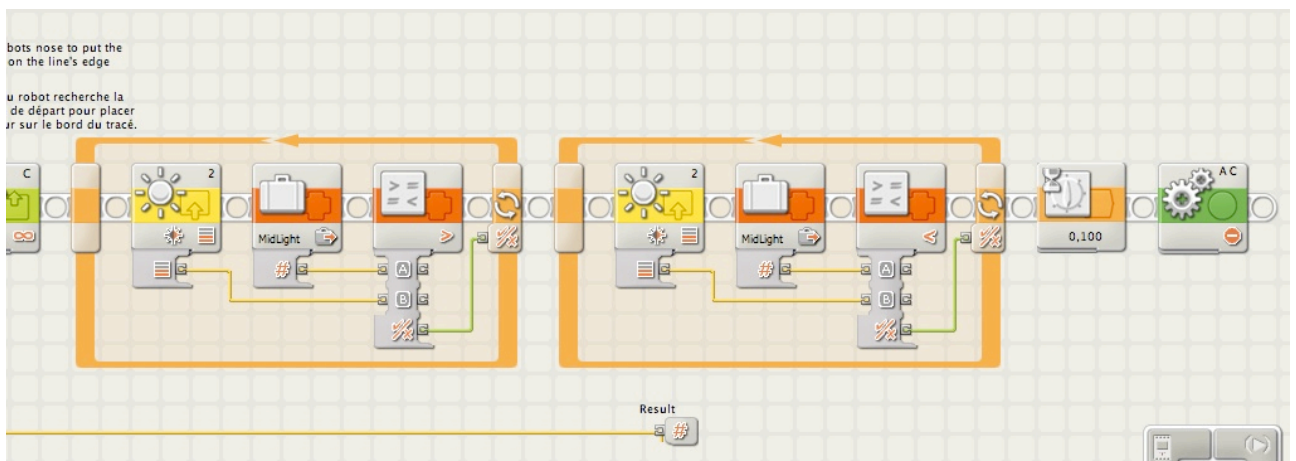 bots nose to put the
on the line's edge
u robot recherche la
de départ pour placer
ur sur le bord du tracé.
C
2
2
A C
> =
= <
> =
= <
MidLight
>
MidLight
<
0,100
#
A
#
A
B
B
Result
#